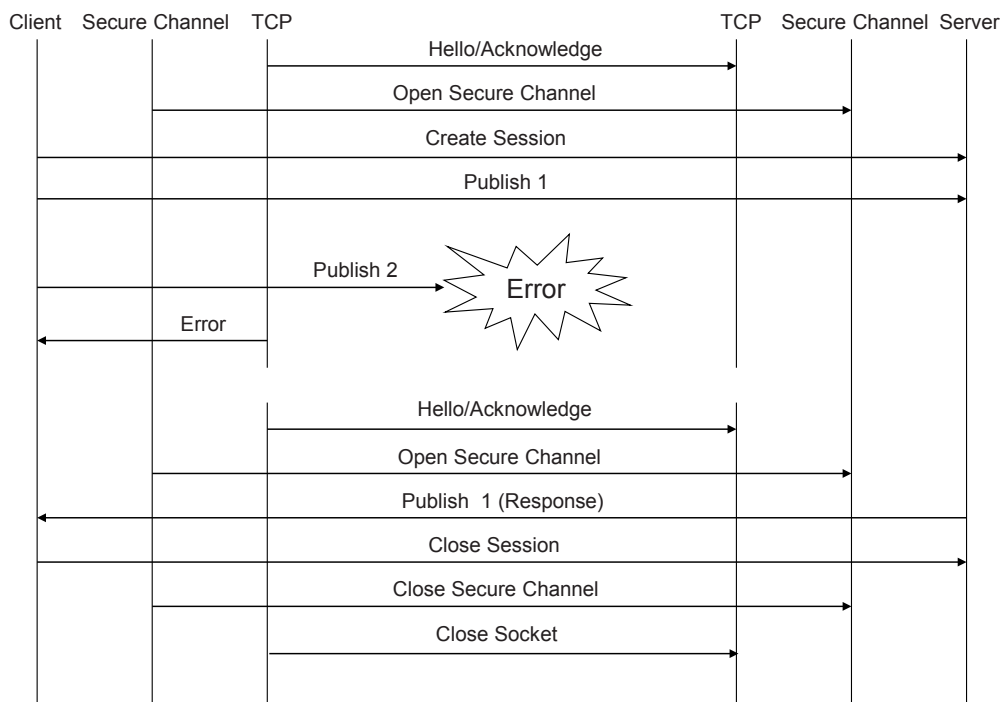 Client Secure Channel TCP TCP Secure Channel Server
Hello/Acknowledge
Open Secure Channel
Create Session
Publish 1
Publish 2
Error
Error
Hello/Acknowledge
Open Secure Channel
Publish 1 (Response)
Close Session
Close Secure Channel
Close Socket